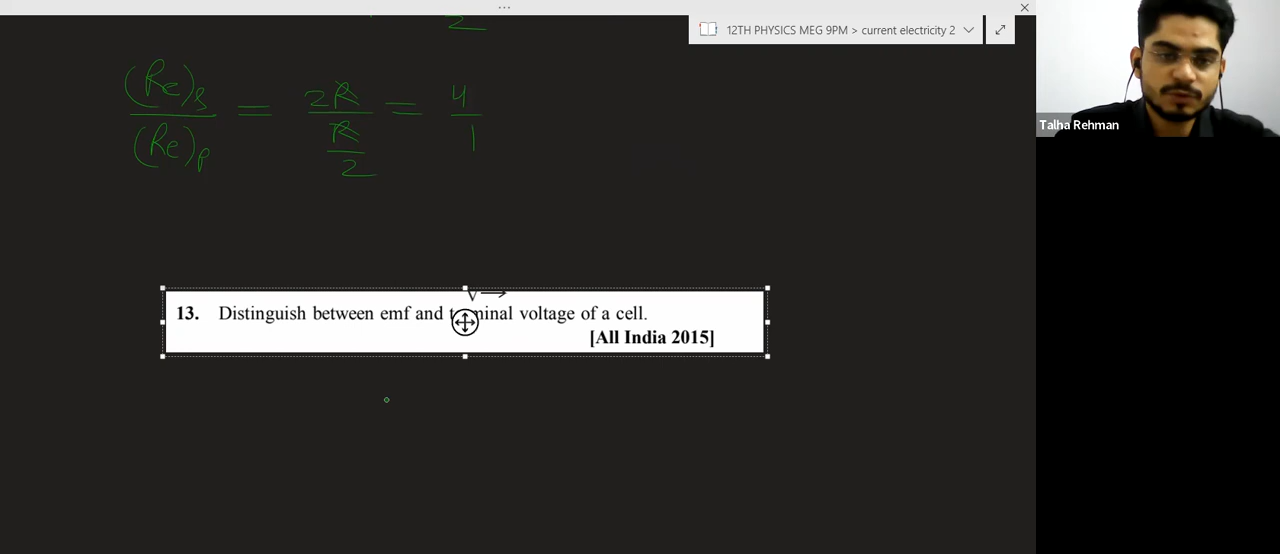 2
12TH PHYSICS MEG 9PM > current electricity 2
(Re)s / (Re)p = 2R / (R/2) = 4 / 1
Talha Rehman
V →
13. Distinguish between emf and terminal voltage of a cell.
[All India 2015]